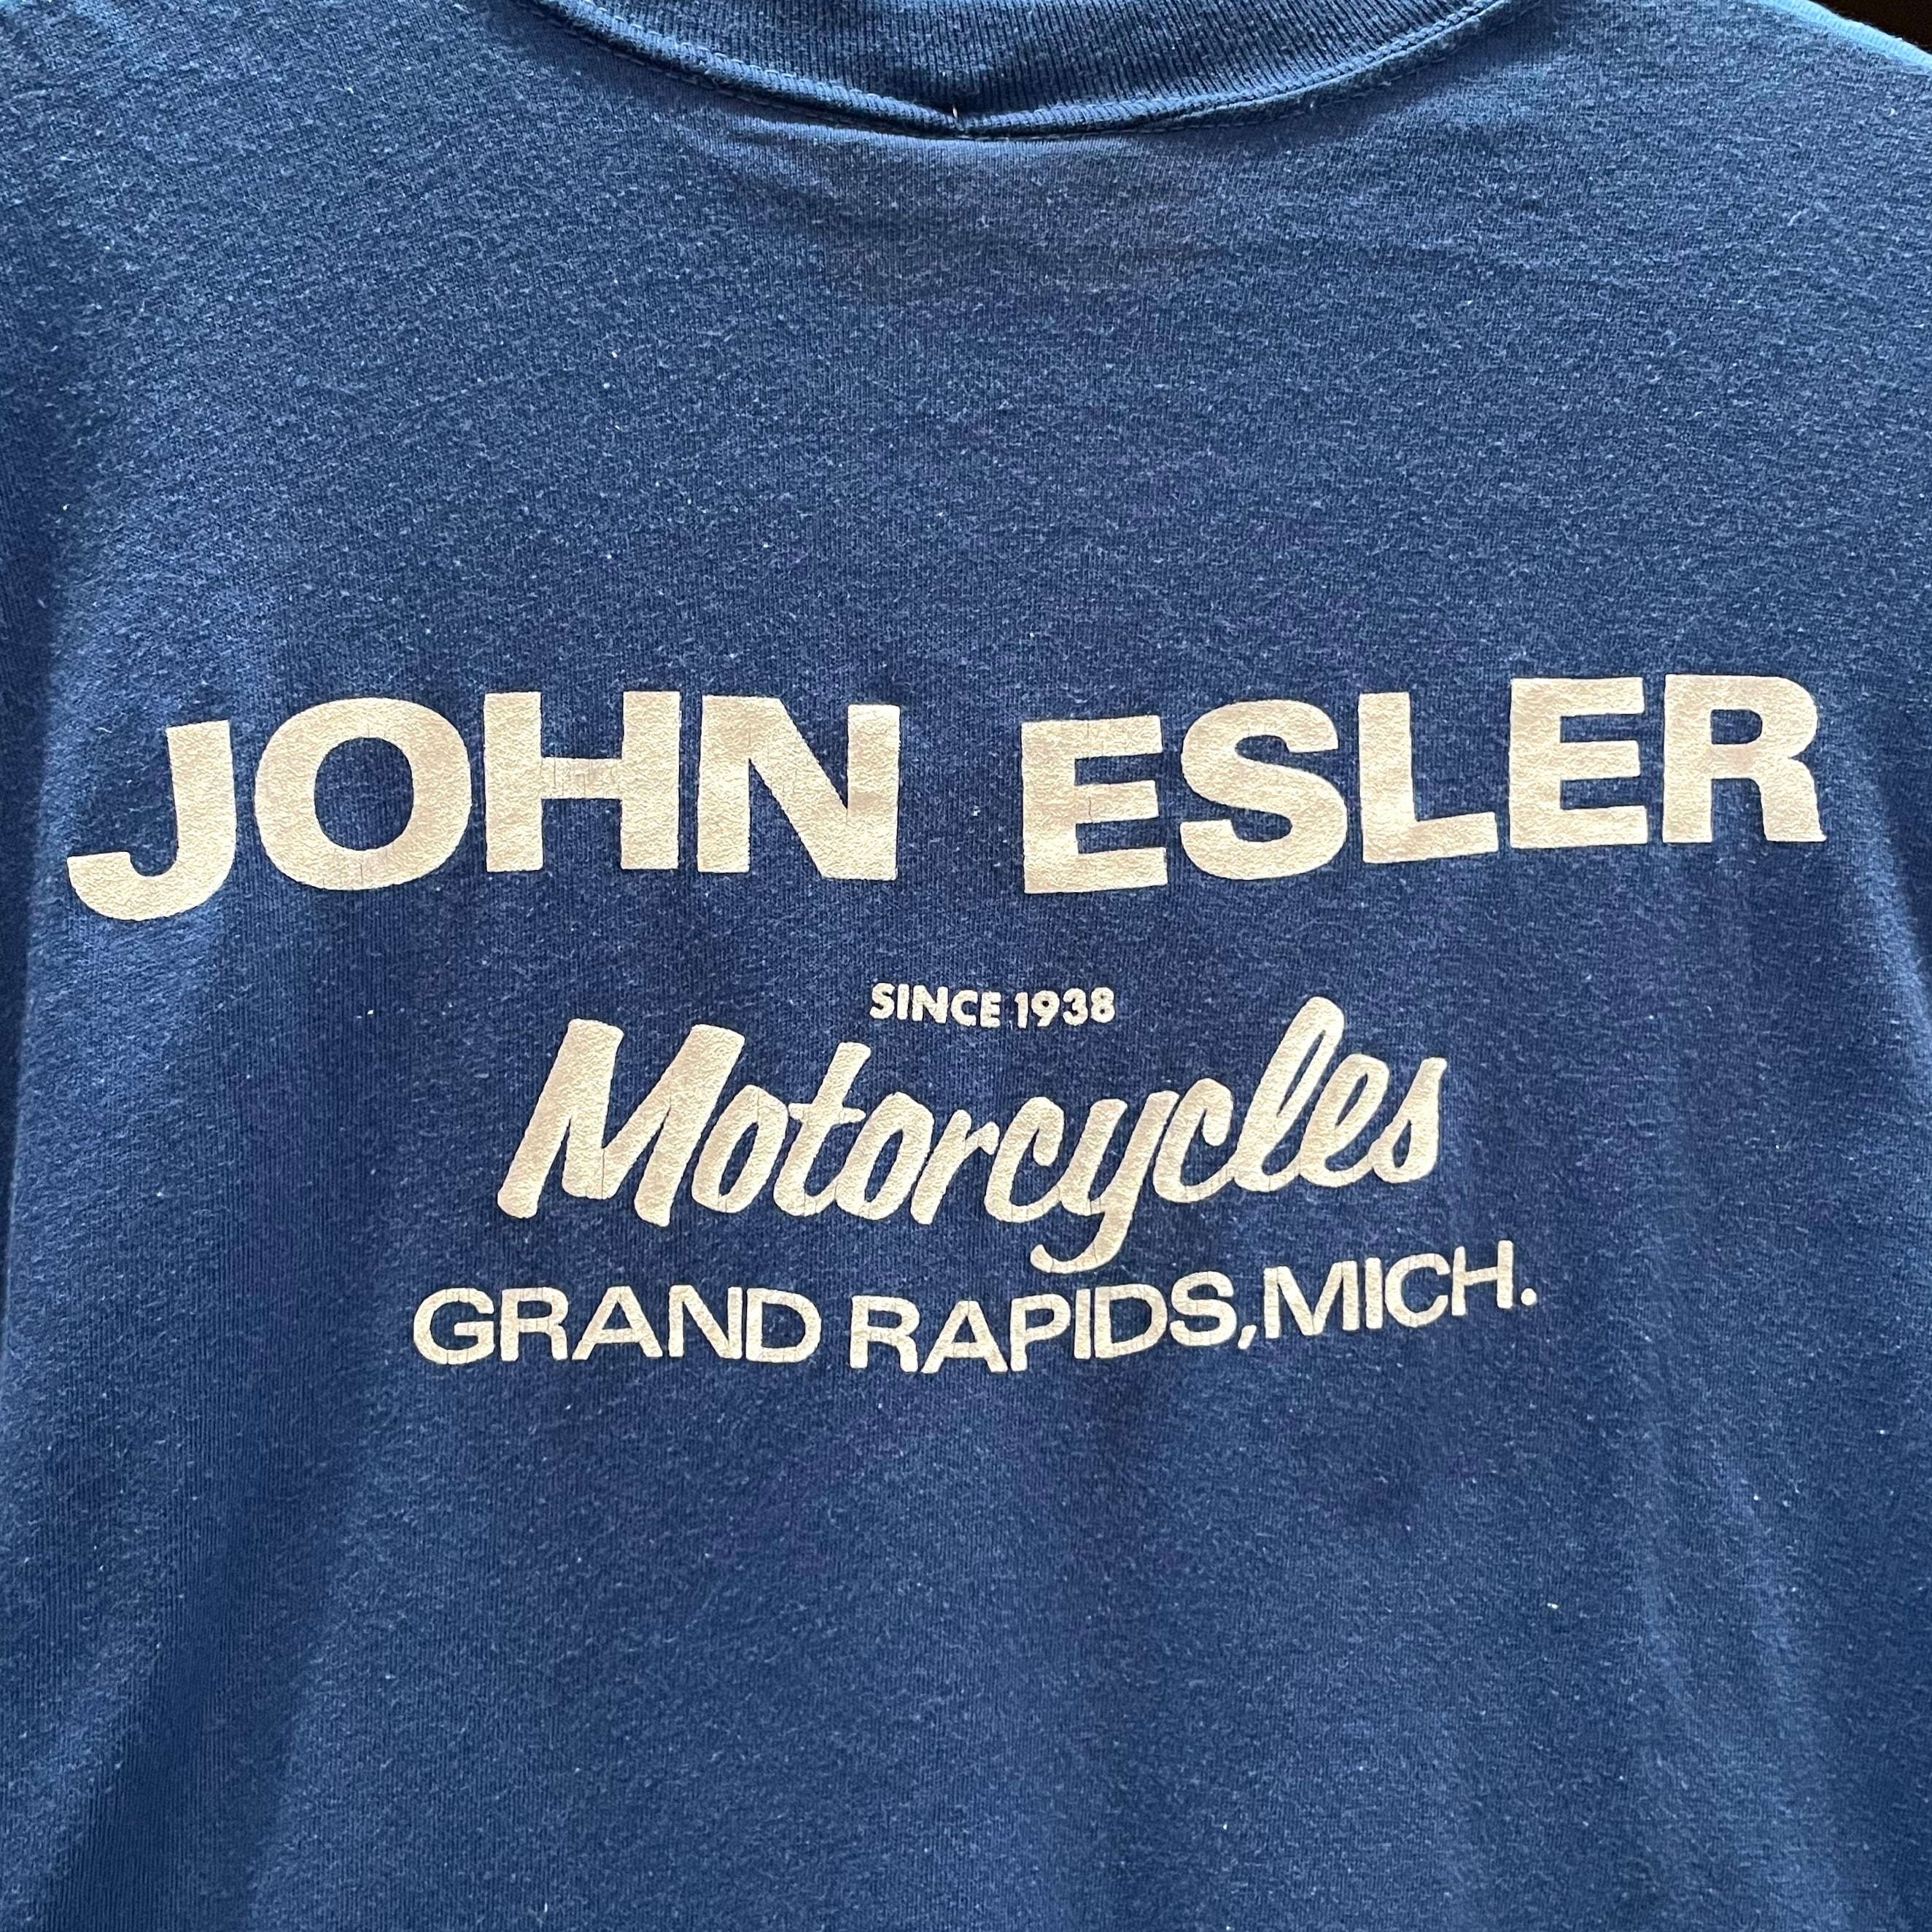 JOHN ESLER
SINCE 1938
Motorcycles
GRAND RAPIDS, MICH.